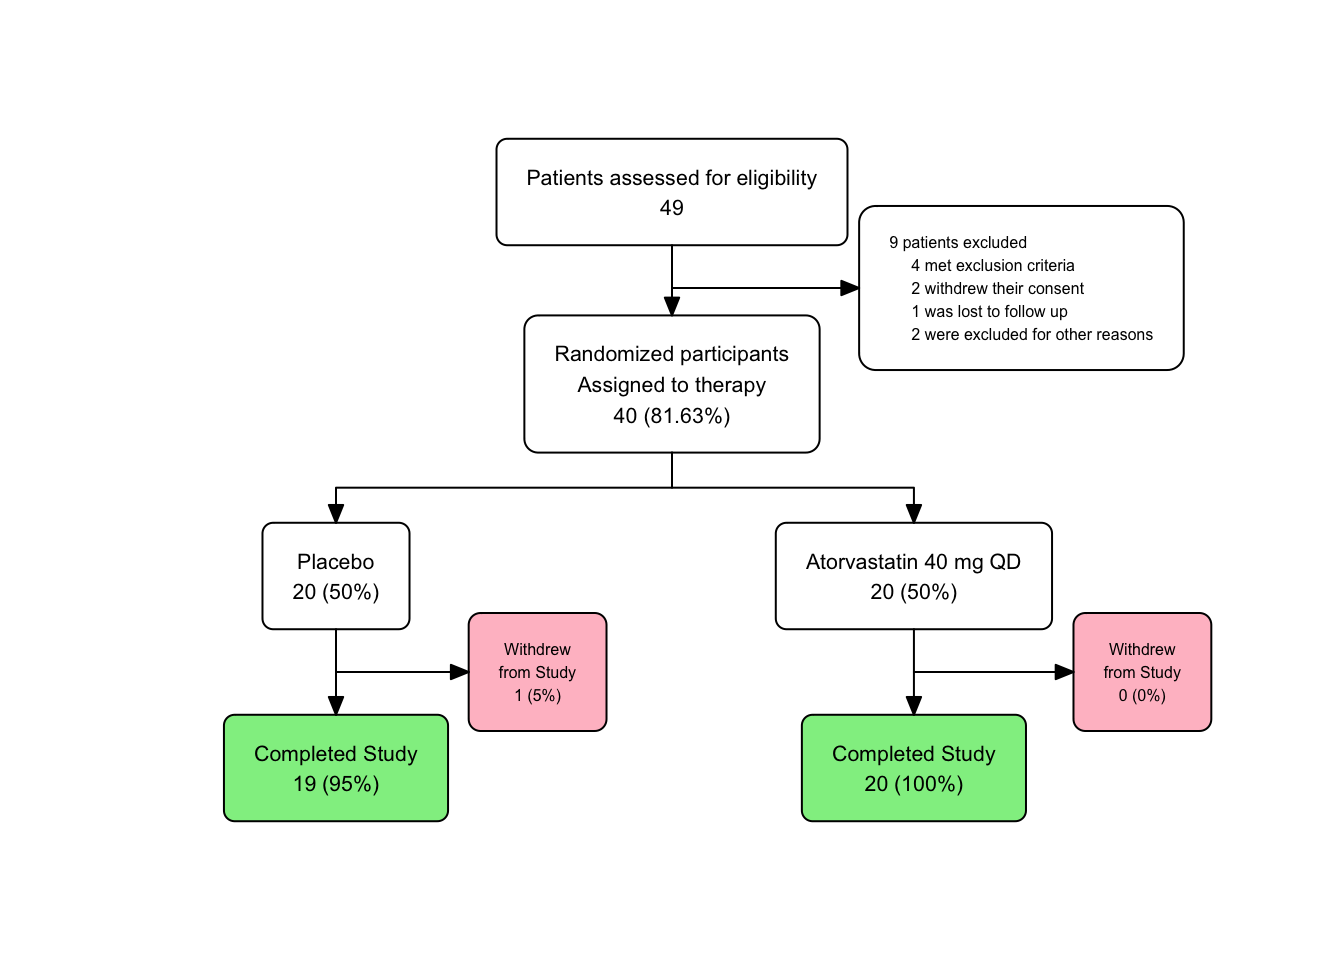 Patients assessed for eligibility
49
9 patients excluded
4 met exclusion criteria
2 withdrew their consent
1 was lost to follow up
2 were excluded for other reasons
Randomized participants
Assigned to therapy
40 (81.63%)
Placebo
20 (50%)
Atorvastatin 40 mg QD
20 (50%)
Withdrew
from Study
1 (5%)
Withdrew
from Study
0 (0%)
Completed Study
19 (95%)
Completed Study
20 (100%)